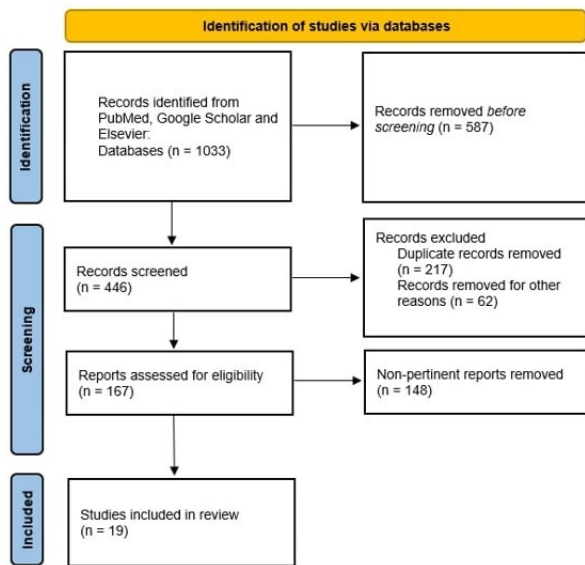 Identification of studies via databases
Identification
Records identified from
PubMed, Google Scholar and
Elsevier:
Databases (n = 1033)
Records removed before
screening (n = 587)
Screening
Records screened
(n = 446)
Records excluded
Duplicate records removed
(n = 217)
Records removed for other
reasons (n = 62)
Reports assessed for eligibility
(n = 167)
Non-pertinent reports removed
(n = 148)
Included
Studies included in review
(n = 19)